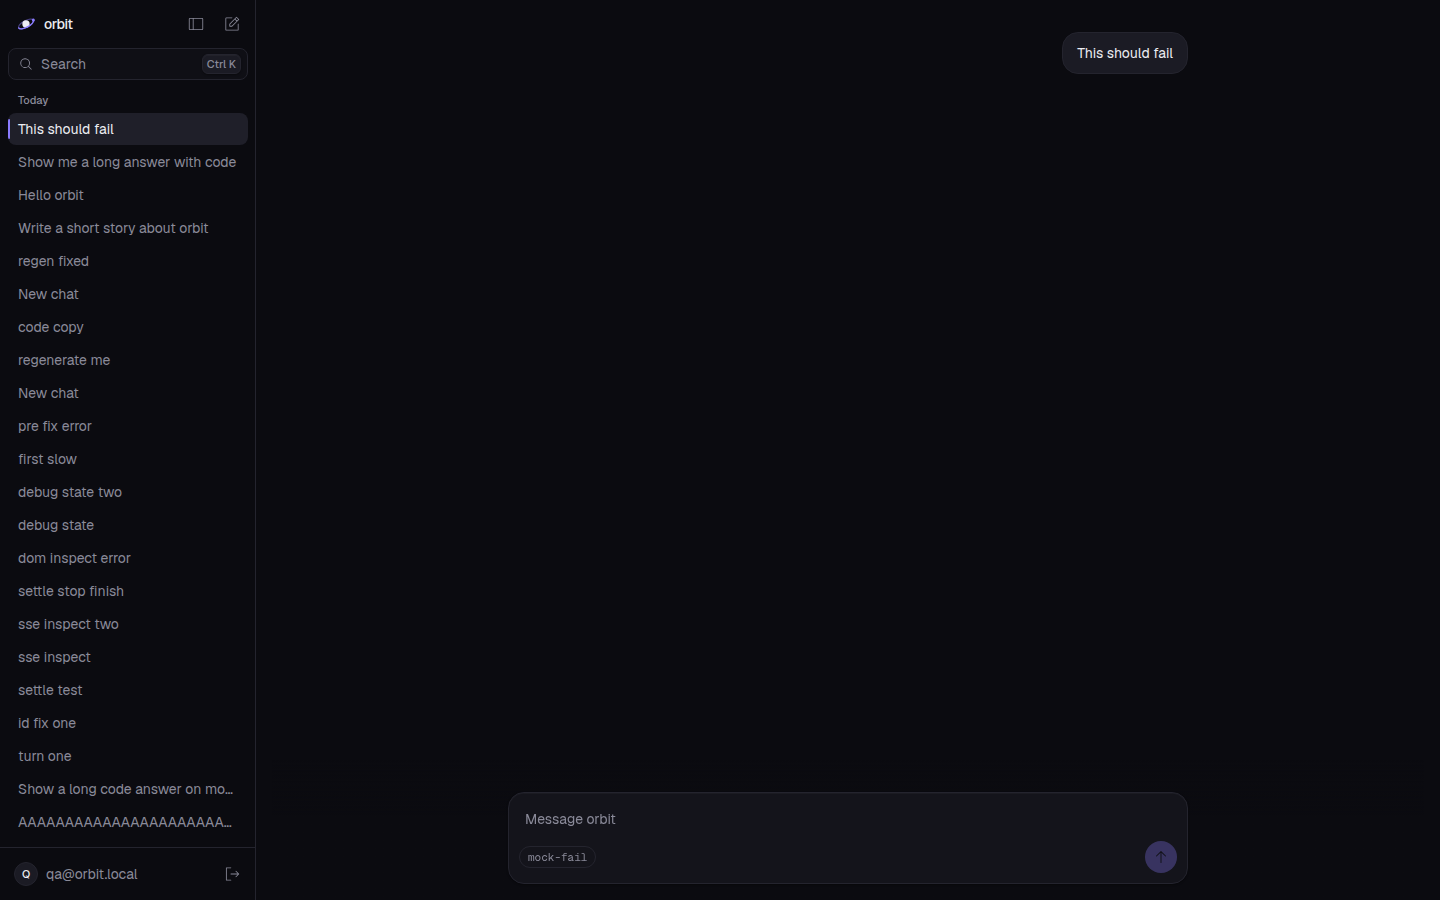 orbit
Search
Ctrl K
Today
This should fail
Show me a long answer with code
Hello orbit
Write a short story about orbit
regen fixed
New chat
code copy
regenerate me
New chat
pre fix error
first slow
debug state two
debug state
dom inspect error
settle stop finish
sse inspect two
sse inspect
settle test
id fix one
turn one
Show a long code answer on mo…
AAAAAAAAAAAAAAAAAAAAAA…
Q
qa@orbit.local
This should fail
Message orbit
mock-fail